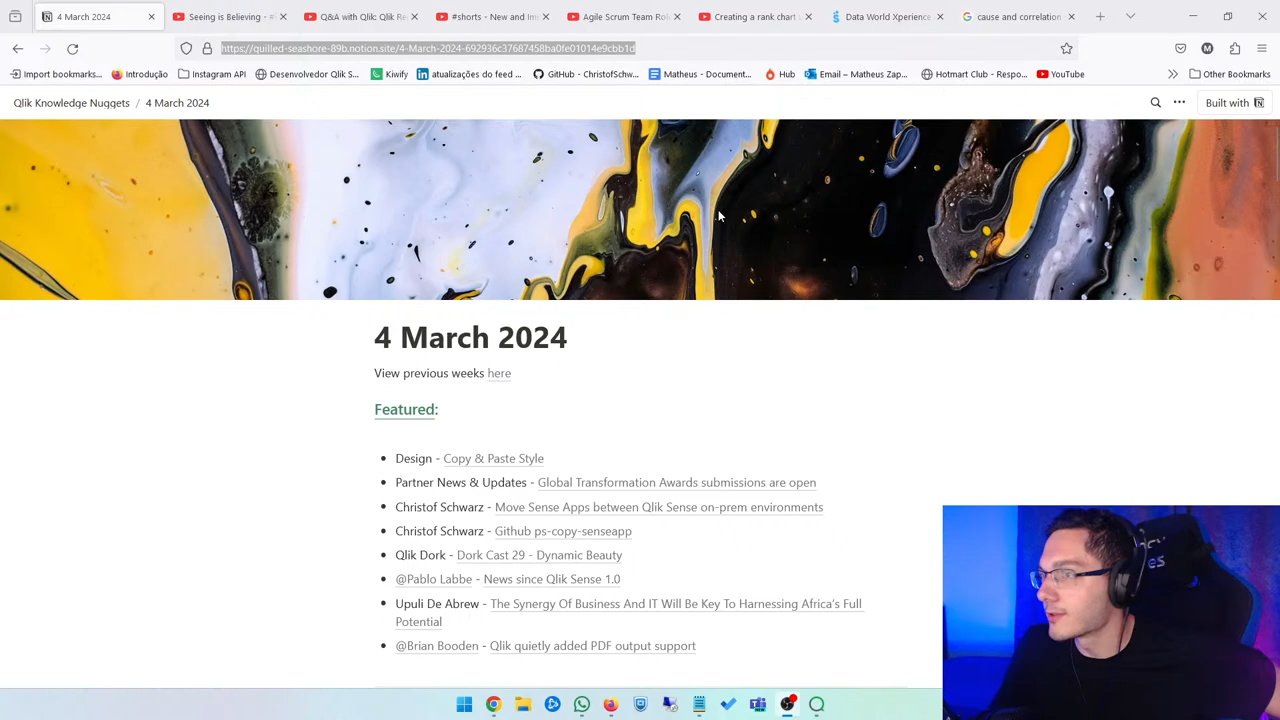 4 March 2024
Seeing is Believing - #
Q&A with Qlik: Qlik Re
#shorts - New and Im
Agile Scrum Team Role
Creating a rank chart
Data World Xperience
cause and correlation
https://quilled-seashore-89b.notion.site/4-March-2024-692936c37687458ba0fe01014e9cbb1d
Import bookmarks...
Introdução
Instagram API
Desenvolvedor Qlik S...
Kiwify
atualizações do feed ...
GitHub - ChristofSchw...
Matheus - Document...
Hub
Email – Matheus Zap...
Hotmart Club - Respo...
YouTube
Other Bookmarks
Qlik Knowledge Nuggets / 4 March 2024
Built with
4 March 2024
View previous weeks here
Featured:
• Design - Copy & Paste Style
• Partner News & Updates - Global Transformation Awards submissions are open
• Christof Schwarz - Move Sense Apps between Qlik Sense on-prem environments
• Christof Schwarz - Github ps-copy-senseapp
• Qlik Dork - Dork Cast 29 - Dynamic Beauty
• @Pablo Labbe - News since Qlik Sense 1.0
• Upuli De Abrew - The Synergy Of Business And IT Will Be Key To Harnessing Africa's Full
Potential
• @Brian Booden - Qlik quietly added PDF output support